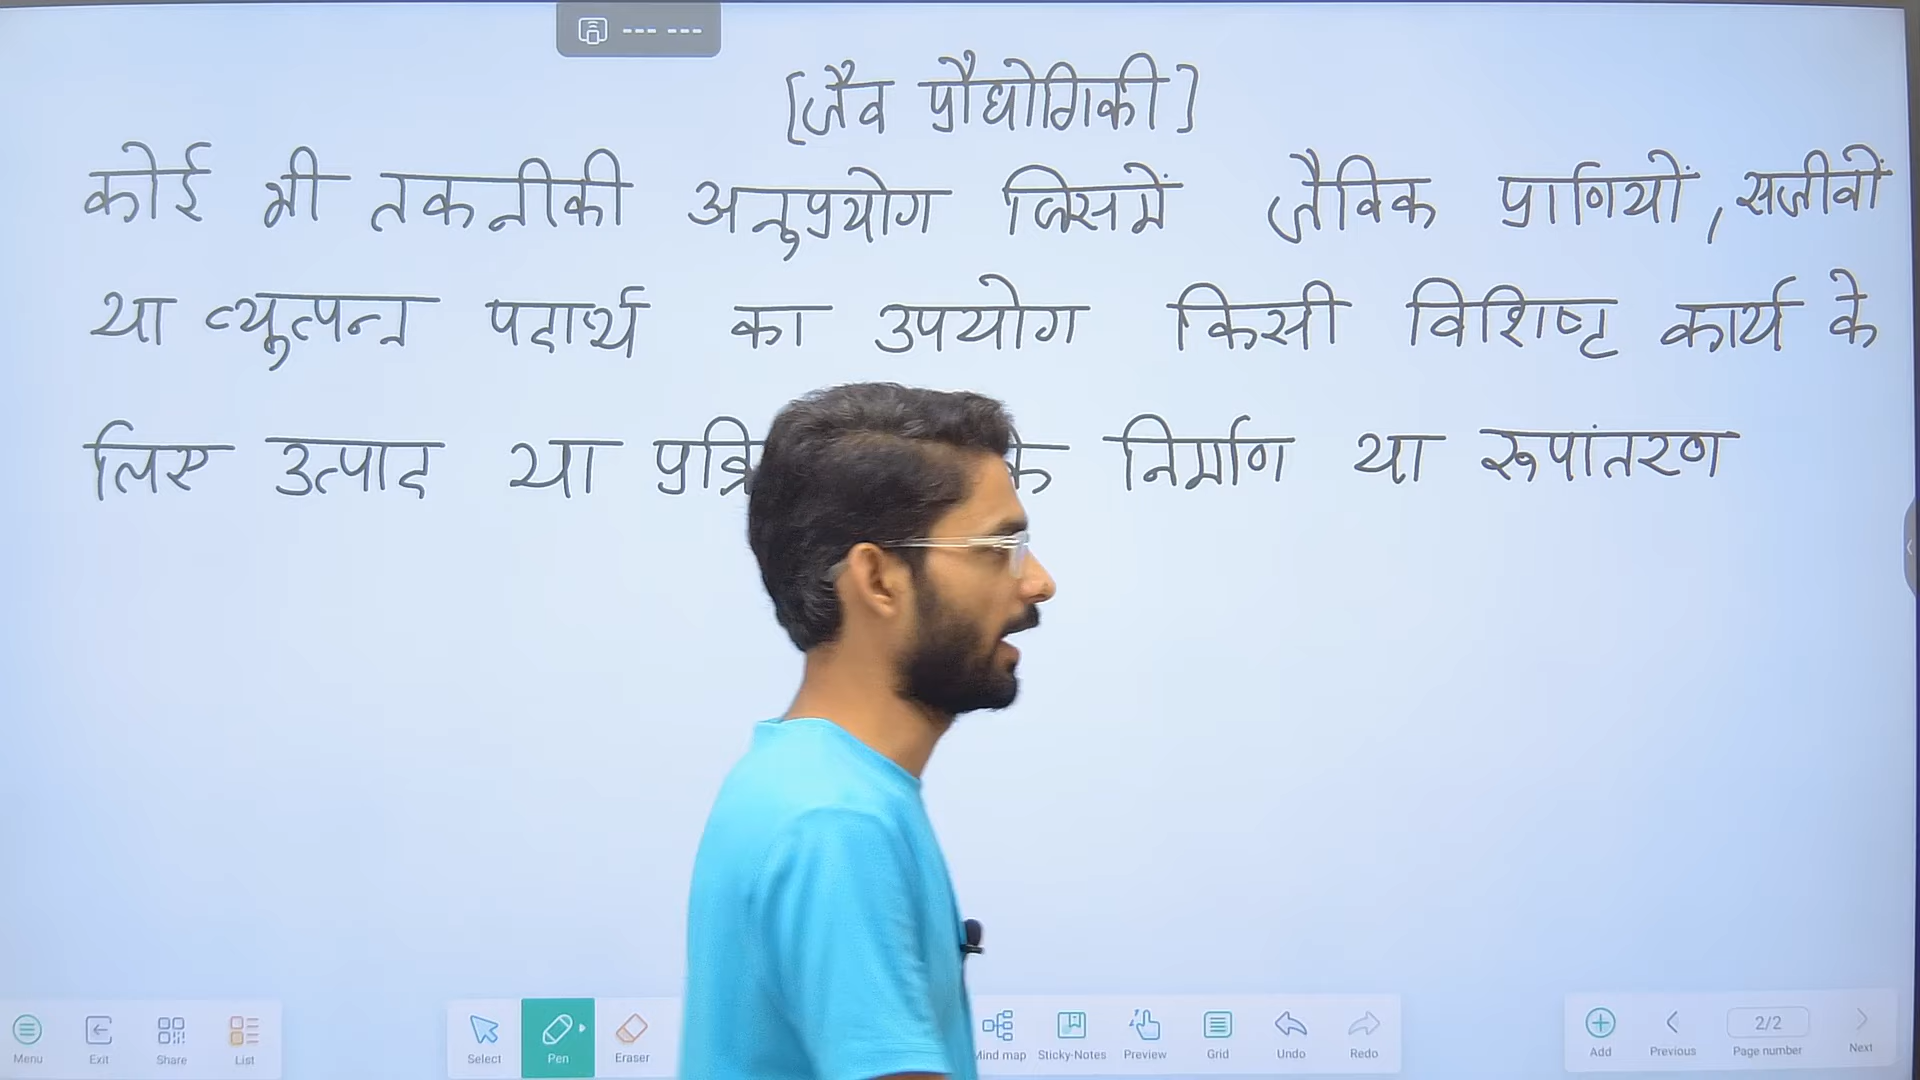 [जैव प्रौद्योगिकी]
कोई भी तकनीकी अनुप्रयोग जिसमें जैविक प्राणियों, सजीवों
या व्युत्पन्न पदार्थ का उपयोग किसी विशिष्ट कार्य के
लिए उत्पाद या के निर्माण या रूपांतरण
Menu Exit Share List Select Pen Eraser Mind map Sticky-Notes Preview Grid Undo Redo Add Previous 2/2 Page number Next